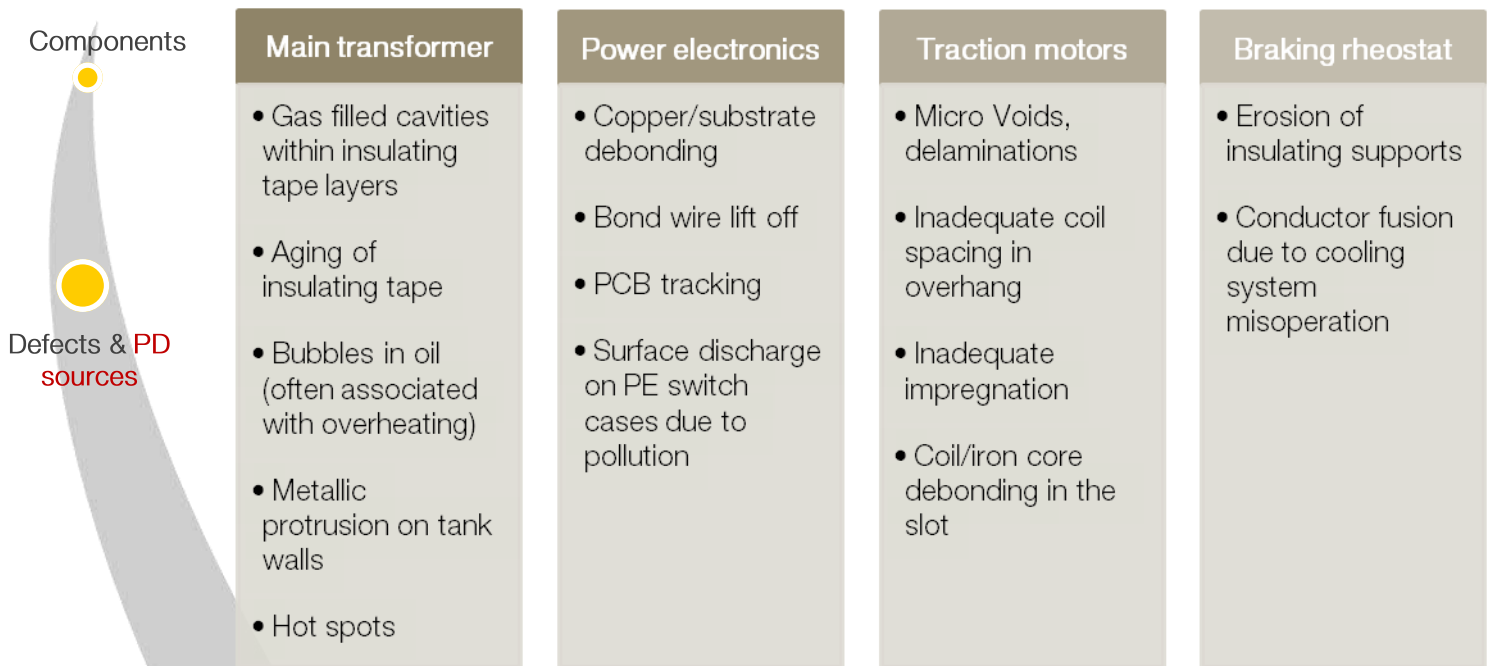 Components
Defects & PD
sources
Main transformer
• Gas filled cavities
within insulating
tape layers
• Aging of
insulating tape
• Bubbles in oil
(often associated
with overheating)
• Metallic
protrusion on tank
walls
• Hot spots
Power electronics
• Copper/substrate
debonding
• Bond wire lift off
• PCB tracking
• Surface discharge
on PE switch
cases due to
pollution
Traction motors
• Micro Voids,
delaminations
• Inadequate coil
spacing in
overhang
• Inadequate
impregnation
• Coil/iron core
debonding in the
slot
Braking rheostat
• Erosion of
insulating supports
• Conductor fusion
due to cooling
system
misoperation